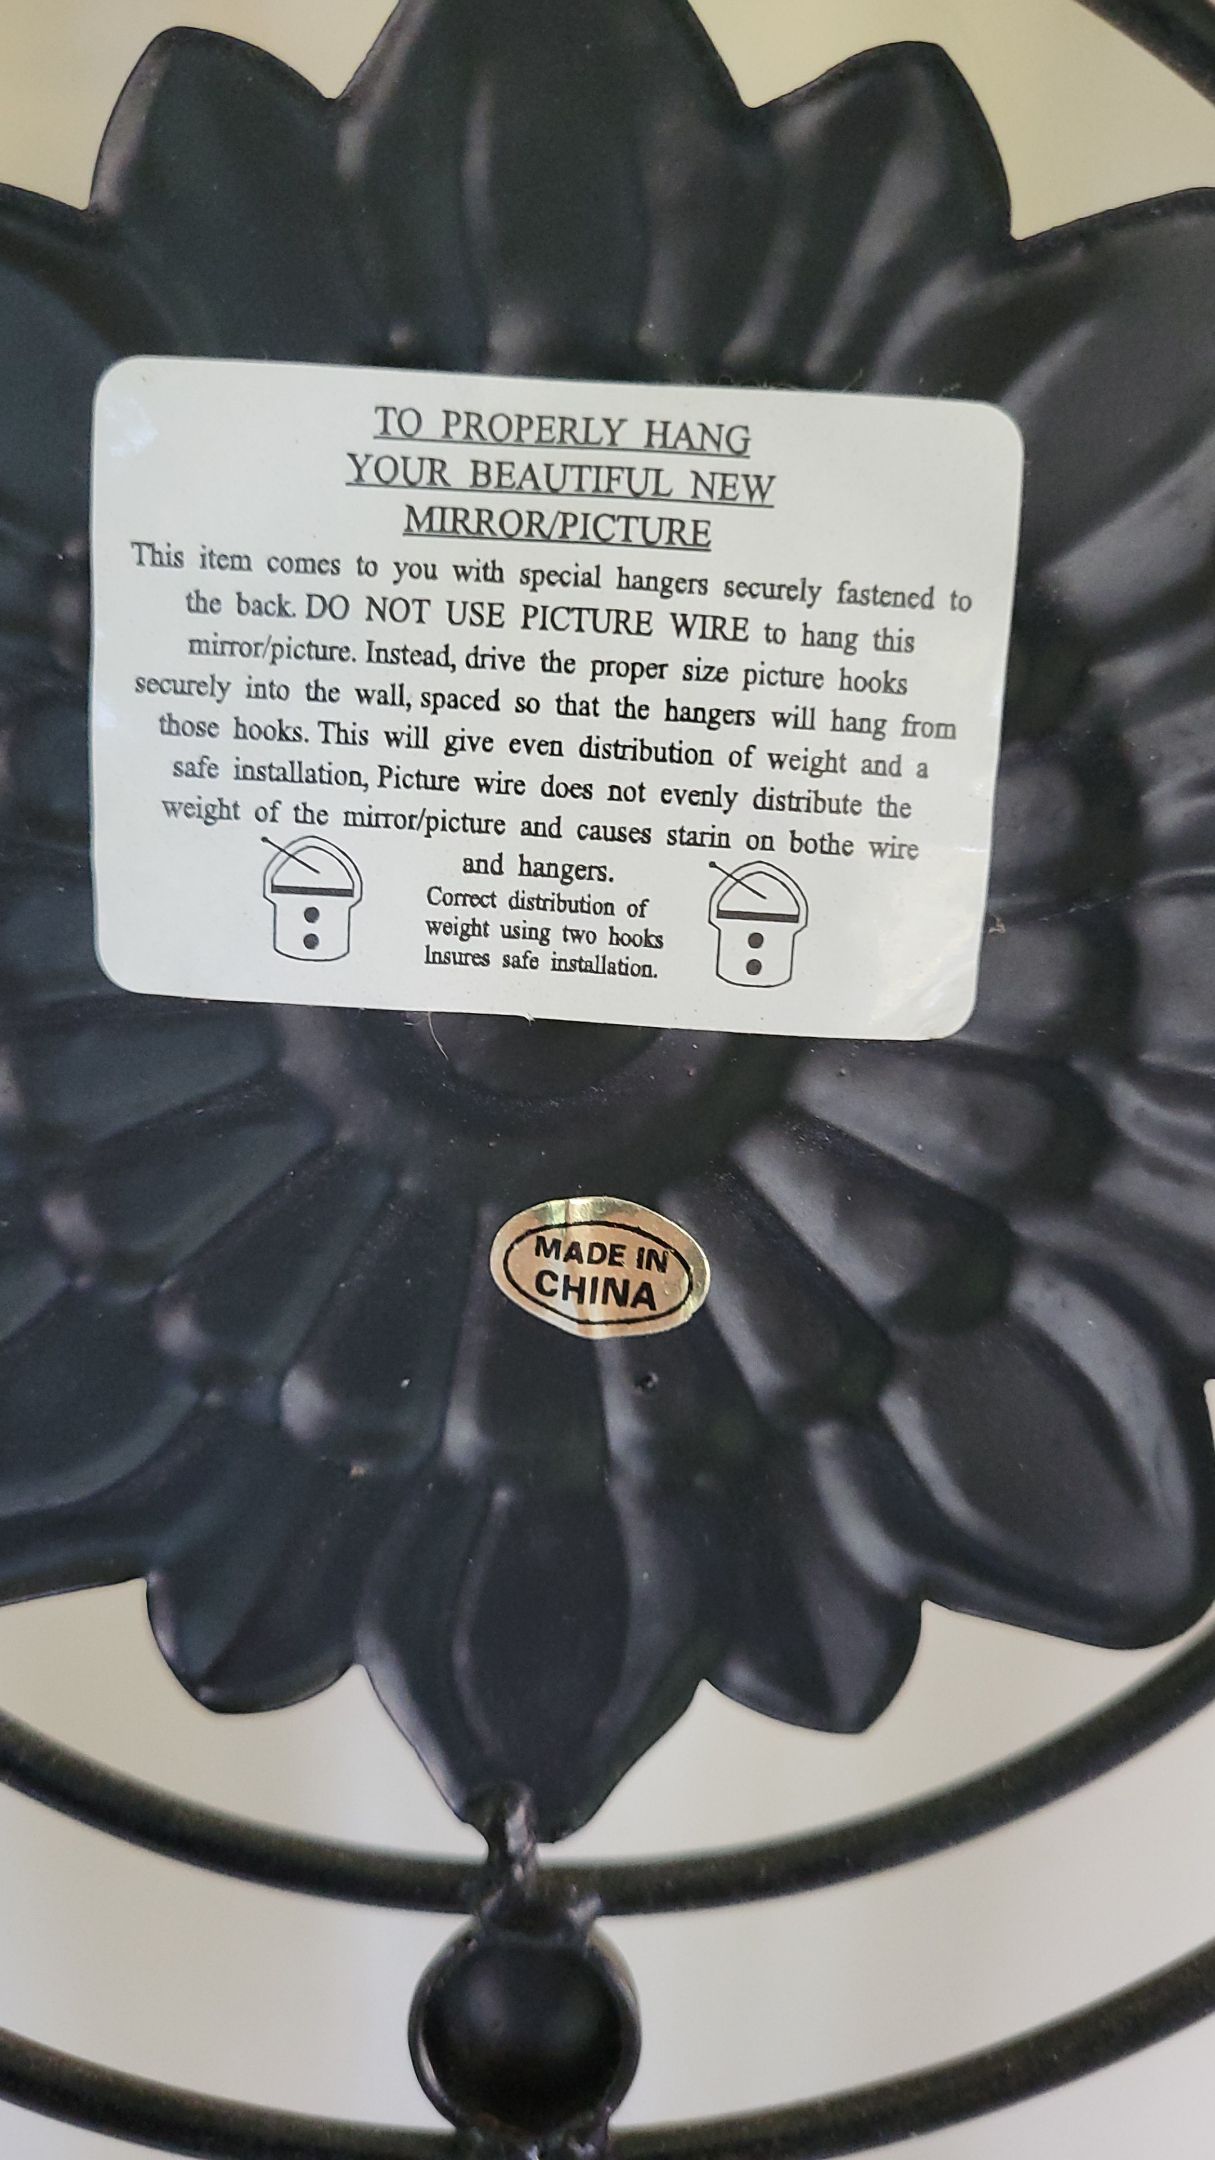 TO PROPERLY HANG
YOUR BEAUTIFUL NEW
MIRROR/PICTURE
This item comes to you with special hangers securely fastened to
the back. DO NOT USE PICTURE WIRE to hang this
mirror/picture. Instead, drive the proper size picture hooks
securely into the wall, spaced so that the hangers will hang from
those hooks. This will give even distribution of weight and a
safe installation, Picture wire does not evenly distribute the
weight of the mirror/picture and causes starin on bothe wire
and hangers.
Correct distribution of
weight using two hooks
Insures safe installation.
MADE IN
CHINA